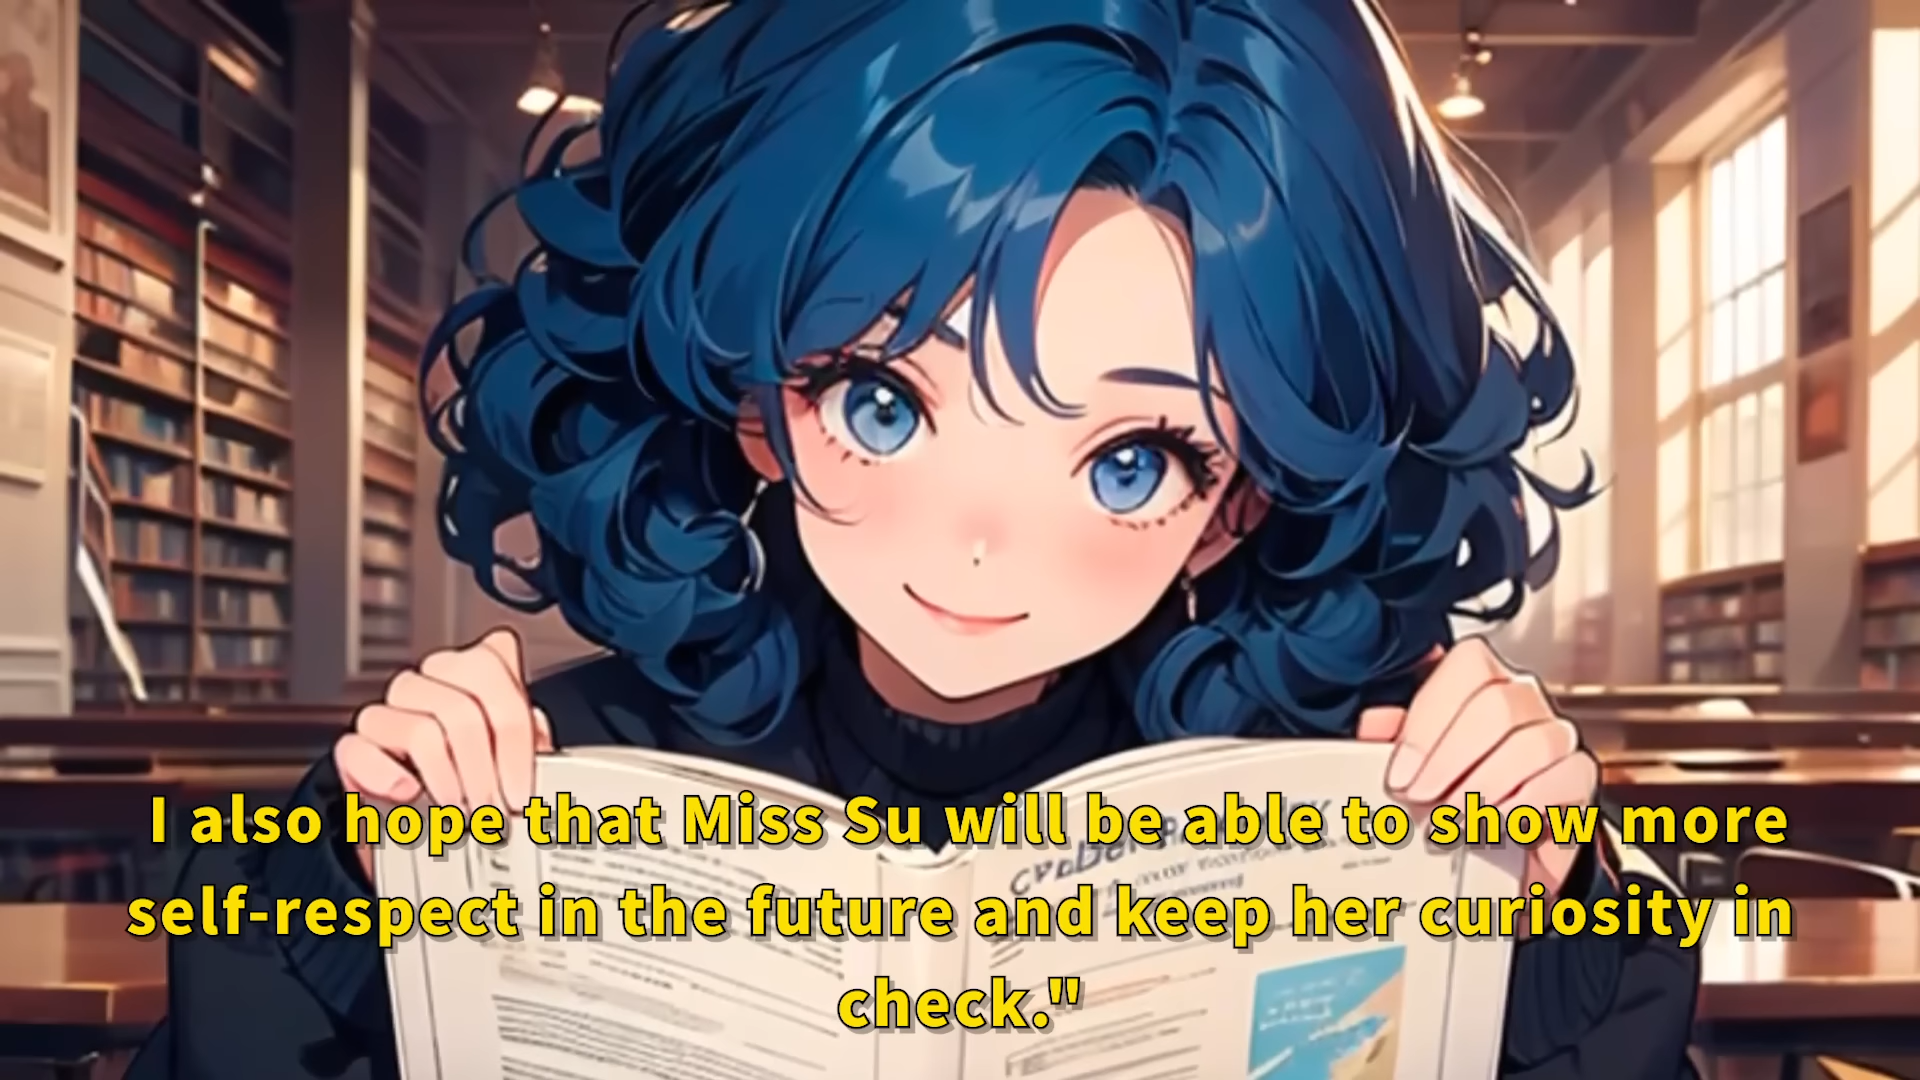 I also hope that Miss Su will be able to show more
self-respect in the future and keep her curiosity in
check."